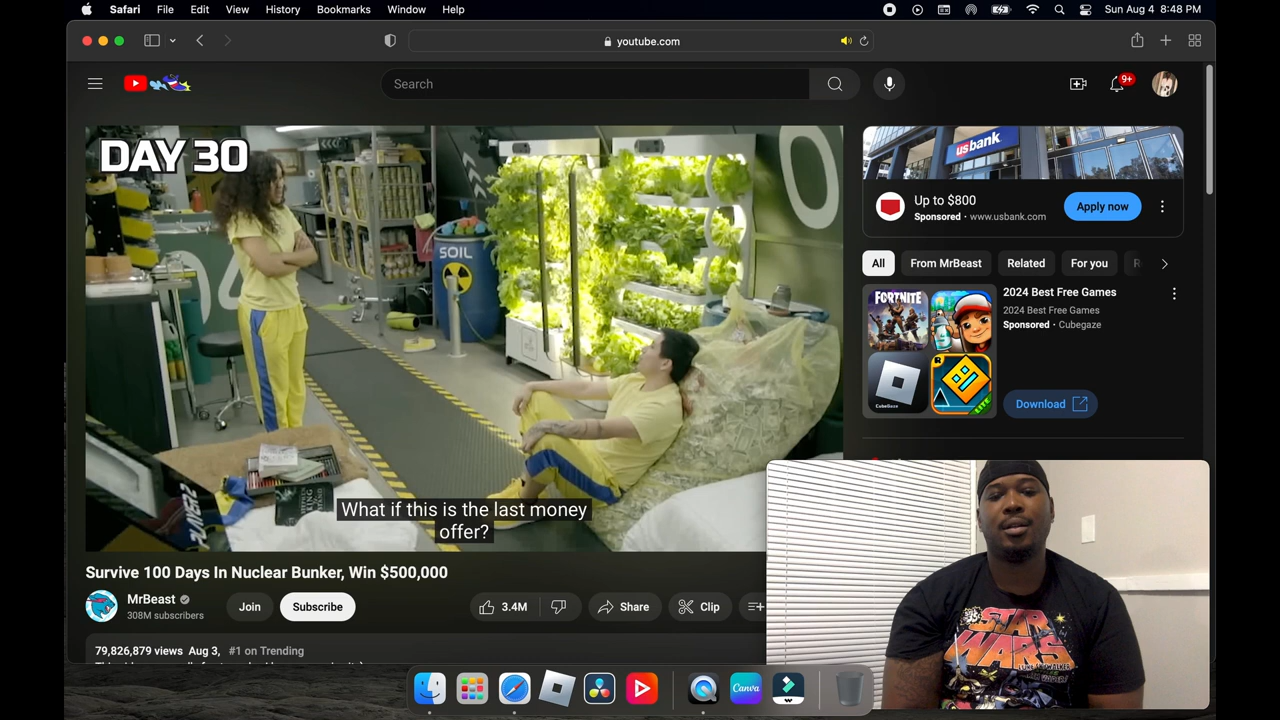 Safari File Edit View History Bookmarks Window Help Sun Aug 4 8:48 PM
youtube.com
Search
9+
DAY 30
04
0
SOIL
What if this is the last money
offer?
usbank
Up to $800
Sponsored · www.usbank.com
Apply now
All From MrBeast Related For you R
FORTNITE
CubeGaze
LITE
2024 Best Free Games
2024 Best Free Games
Sponsored · Cubegaze
Download
Survive 100 Days In Nuclear Bunker, Win $500,000
MrBeast
308M subscribers
Join
Subscribe
3.4M
Share
Clip
79,826,879 views Aug 3, #1 on Trending
STAR
WARS
Canva